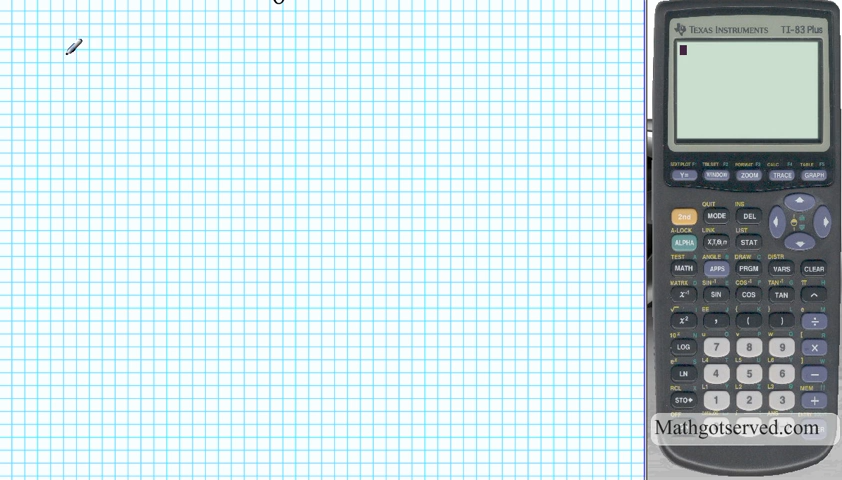 TEXAS INSTRUMENTS TI-83 Plus
STAT PLOT F1 TBLSET F2 FORMAT F3 CALC F4 TABLE F5
Y= WINDOW ZOOM TRACE GRAPH
QUIT INS
2nd MODE DEL
A-LOCK LINK LIST
ALPHA X,T,θ,n STAT
TEST A ANGLE B DRAW C DISTR
MATH APPS PRGM VARS CLEAR
SIN⁻¹ COS⁻¹ TAN⁻¹ π
x⁻¹ SIN COS TAN ^
EE
x² , ( ) ÷
LOG 7 8 9 ×
LN 4 5 6 −
RCL L1 L2 L3 MEM
STO► 1 2 3 +
Mathgotserved.com